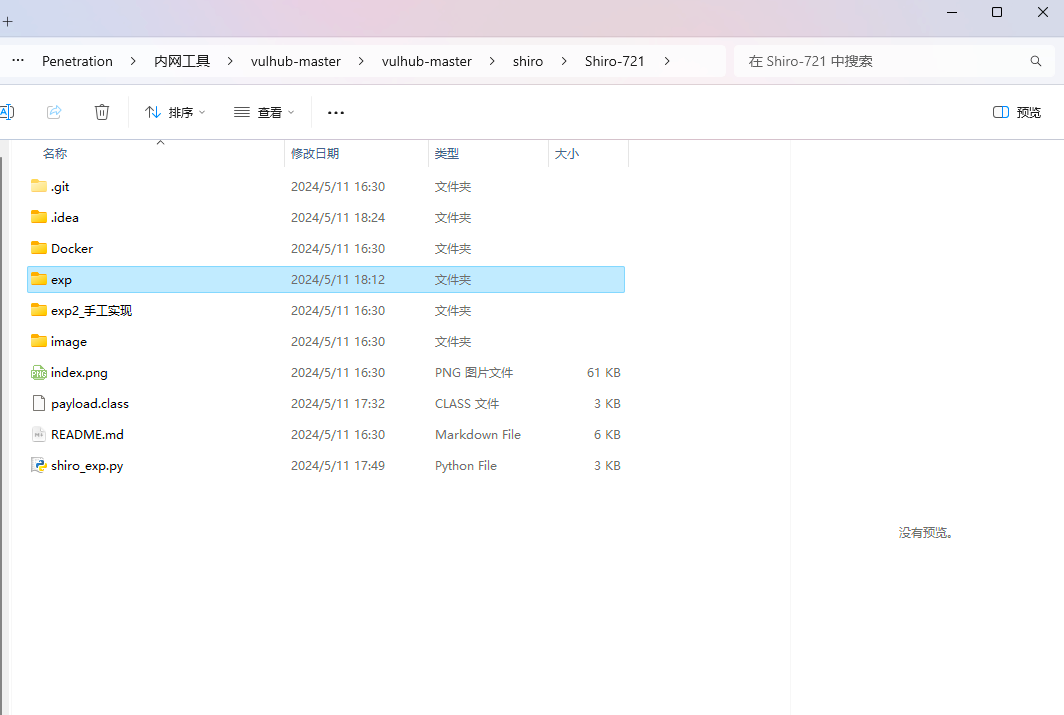 +
··· Penetration > 内网工具 > vulhub-master > vulhub-master > shiro > Shiro-721 > 在 Shiro-721 中搜索
A 排序 查看 ··· 预览
名称 修改日期 类型 大小
.git 2024/5/11 16:30 文件夹
.idea 2024/5/11 18:24 文件夹
Docker 2024/5/11 16:30 文件夹
exp 2024/5/11 18:12 文件夹
exp2_手工实现 2024/5/11 16:30 文件夹
image 2024/5/11 16:30 文件夹
index.png 2024/5/11 16:30 PNG 图片文件 61 KB
payload.class 2024/5/11 17:32 CLASS 文件 3 KB
README.md 2024/5/11 16:30 Markdown File 6 KB
shiro_exp.py 2024/5/11 17:49 Python File 3 KB
没有预览。